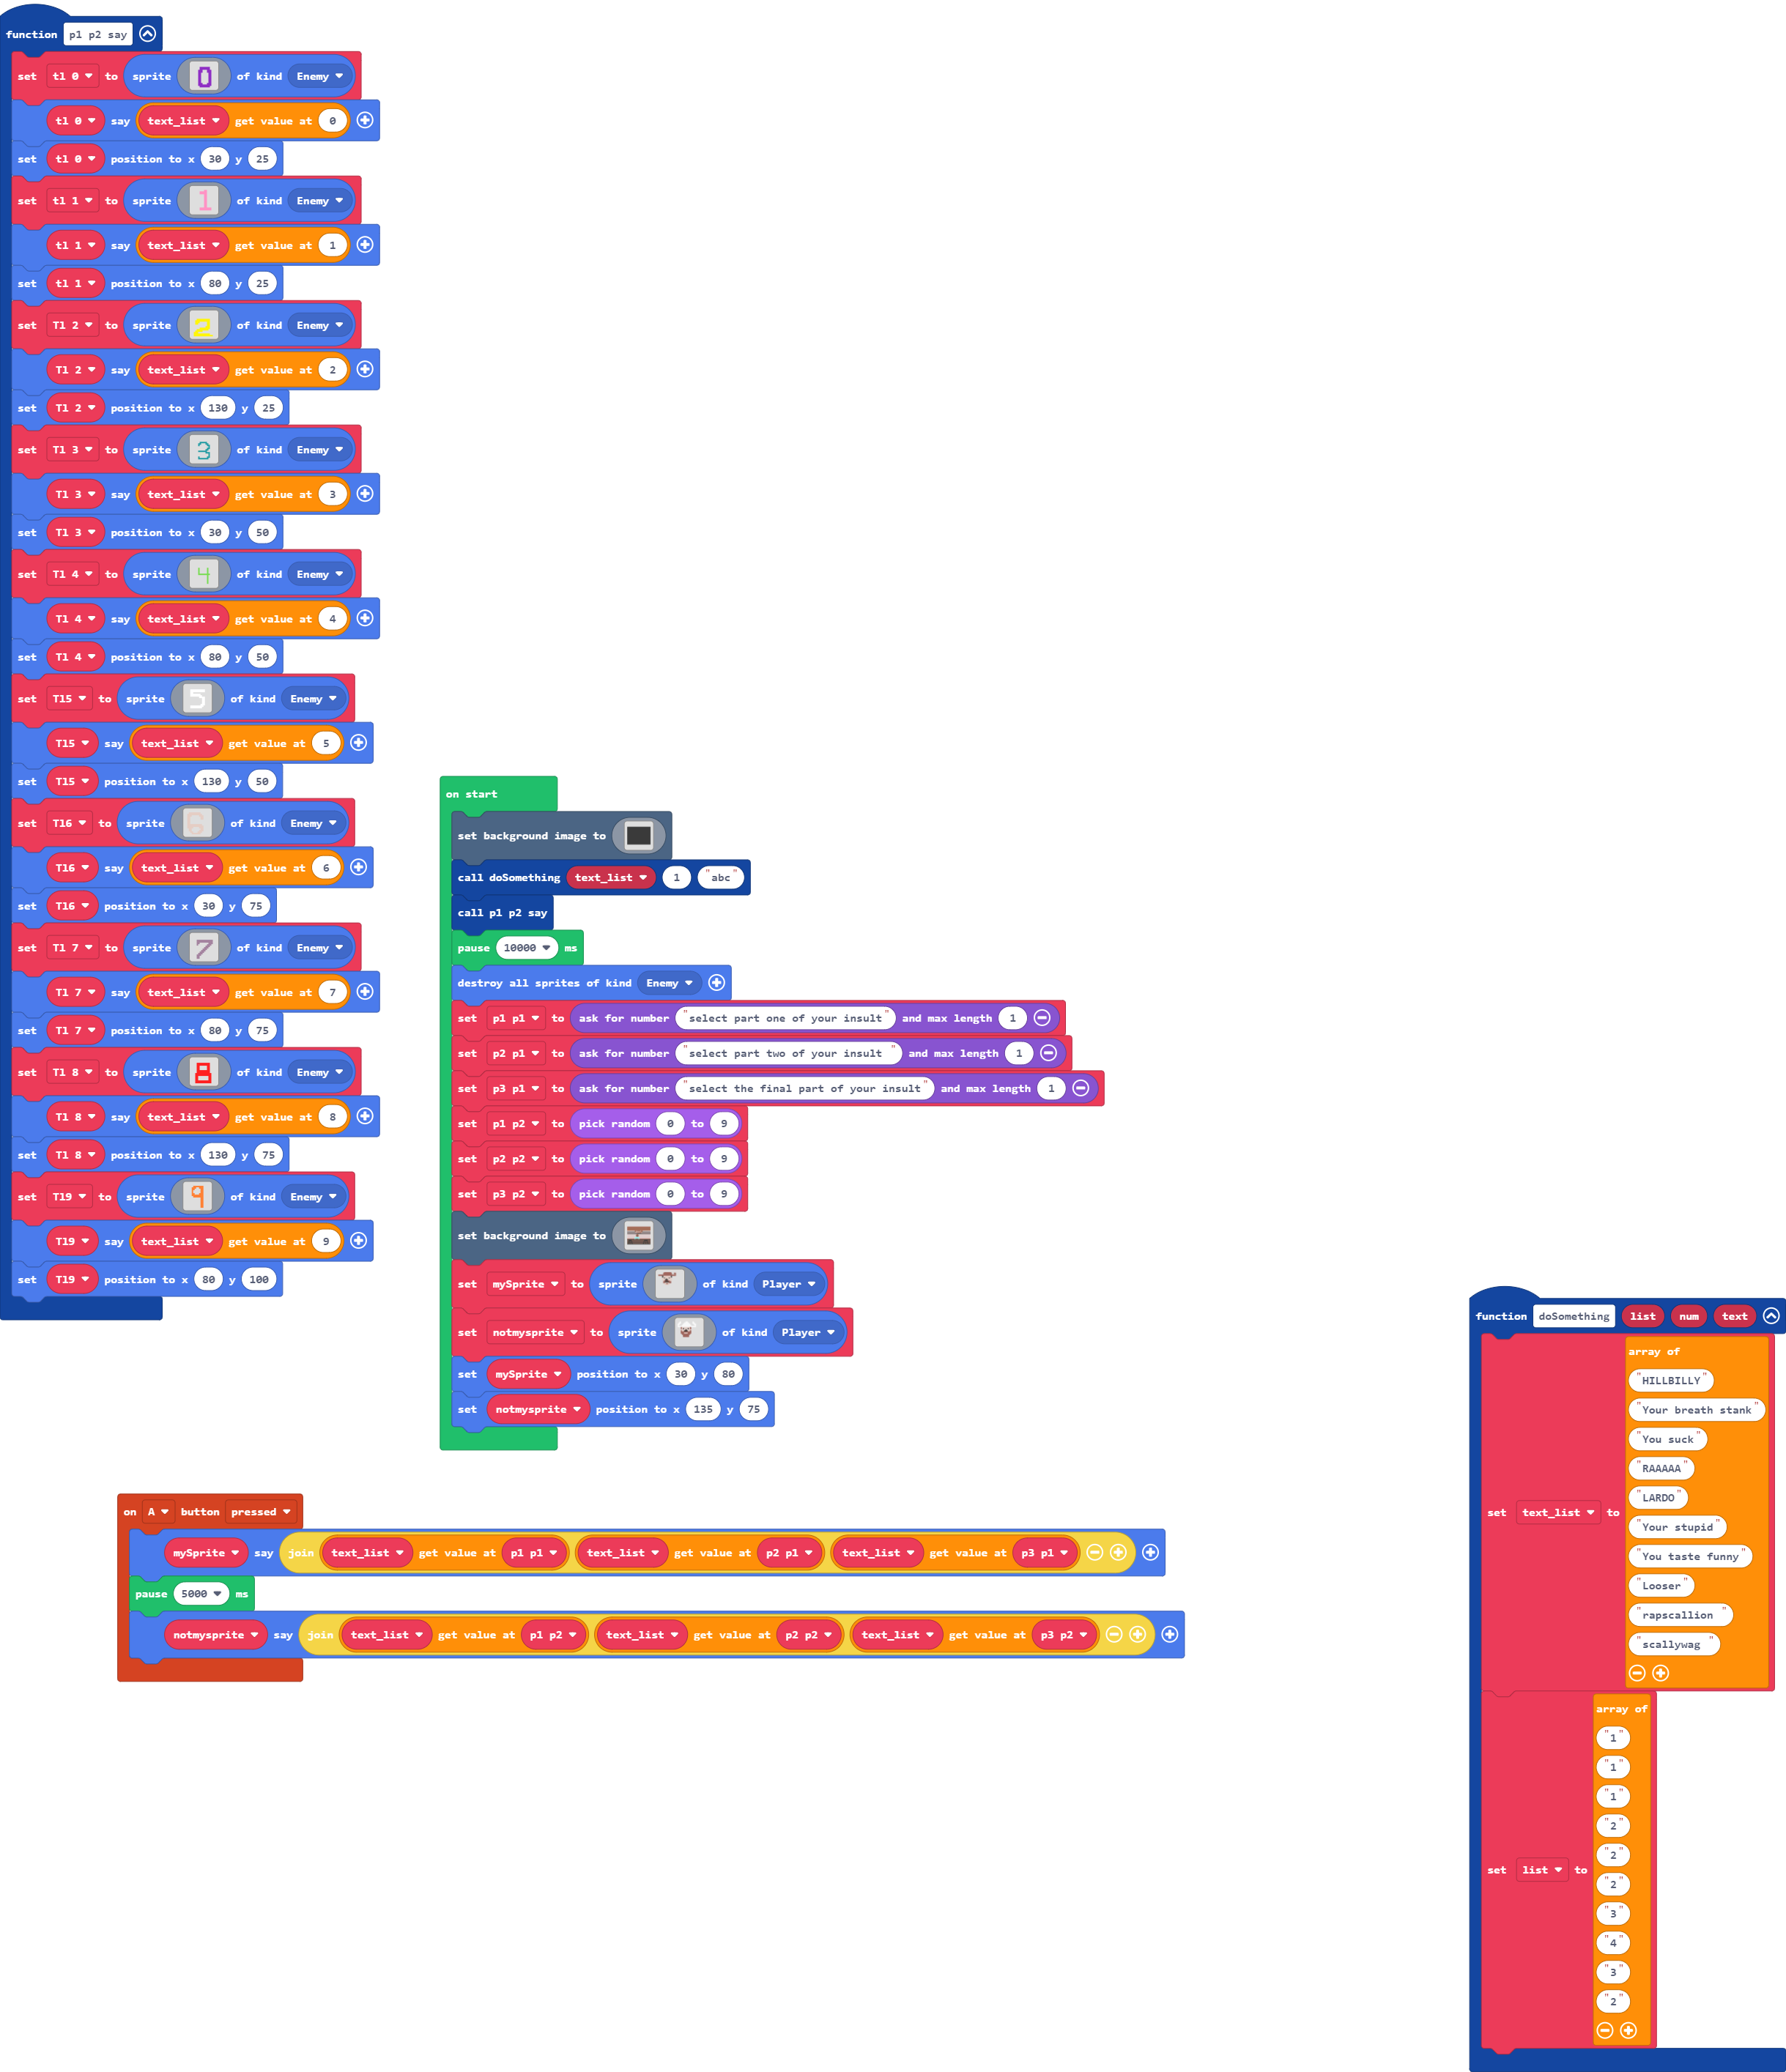 function p1 p2 say
set t1 0 to sprite 0 of kind Enemy
t1 0 say text_list get value at 0
set t1 0 position to x 30 y 25
set t1 1 to sprite 1 of kind Enemy
t1 1 say text_list get value at 1
set t1 1 position to x 80 y 25
set T1 2 to sprite 2 of kind Enemy
T1 2 say text_list get value at 2
set T1 2 position to x 130 y 25
set T1 3 to sprite 3 of kind Enemy
T1 3 say text_list get value at 3
set T1 3 position to x 30 y 50
set T1 4 to sprite 4 of kind Enemy
T1 4 say text_list get value at 4
set T1 4 position to x 80 y 50
set T15 to sprite 5 of kind Enemy
T15 say text_list get value at 5
set T15 position to x 130 y 50
set T16 to sprite 6 of kind Enemy
T16 say text_list get value at 6
set T16 position to x 30 y 75
set T1 7 to sprite 7 of kind Enemy
T1 7 say text_list get value at 7
set T1 7 position to x 80 y 75
set T1 8 to sprite 8 of kind Enemy
T1 8 say text_list get value at 8
set T1 8 position to x 130 y 75
set T19 to sprite 9 of kind Enemy
T19 say text_list get value at 9
set T19 position to x 80 y 100
on start
set background image to
call doSomething text_list 1 "abc"
call p1 p2 say
pause 10000 ms
destroy all sprites of kind Enemy
set p1 p1 to ask for number "select part one of your insult" and max length 1
set p2 p1 to ask for number "select part two of your insult " and max length 1
set p3 p1 to ask for number "select the final part of your insult" and max length 1
set p1 p2 to pick random 0 to 9
set p2 p2 to pick random 0 to 9
set p3 p2 to pick random 0 to 9
set background image to
set mySprite to sprite of kind Player
set notmysprite to sprite of kind Player
set mySprite position to x 30 y 80
set notmysprite position to x 135 y 75
on A button pressed
mySprite say join text_list get value at p1 p1 text_list get value at p2 p1 text_list get value at p3 p1
pause 5000 ms
notmysprite say join text_list get value at p1 p2 text_list get value at p2 p2 text_list get value at p3 p2
function doSomething list num text
array of
"HILLBILLY"
"Your breath stank"
"You suck"
"RAAAAA"
"LARDO"
set text_list to
"Your stupid"
"You taste funny"
"Looser"
"rapscallion "
"scallywag "
array of
"1"
"1"
"1"
"2"
"2"
set list to
"2"
"3"
"4"
"3"
"2"